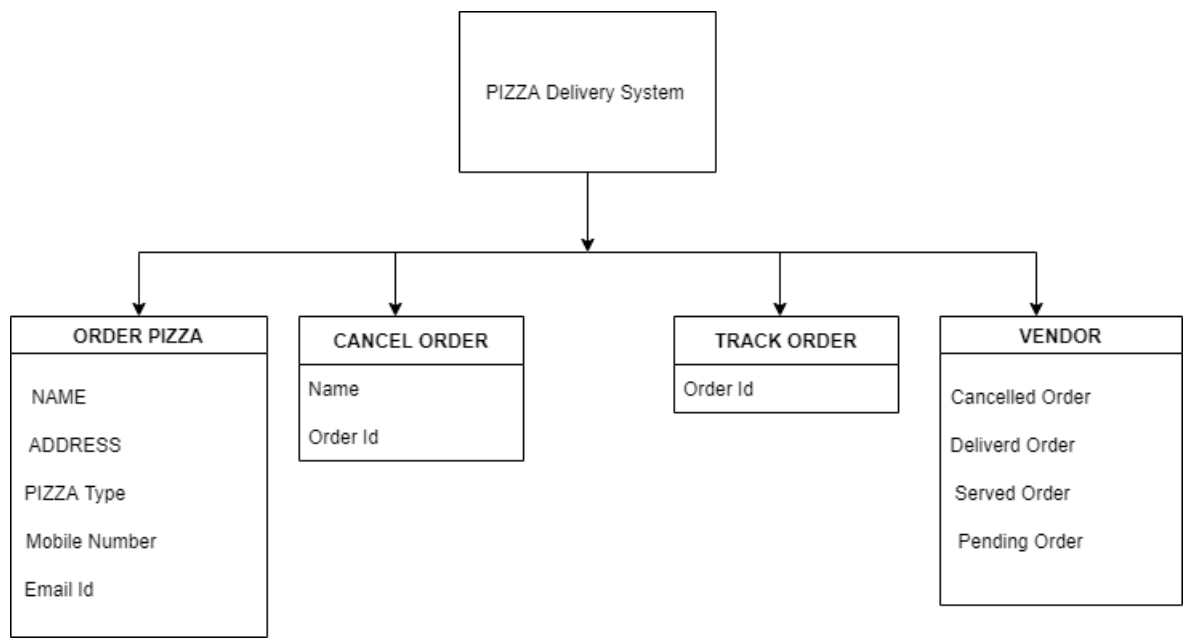 PIZZA Delivery System
ORDER PIZZA
NAME
ADDRESS
PIZZA Type
Mobile Number
Email Id
CANCEL ORDER
Name
Order Id
TRACK ORDER
Order Id
VENDOR
Cancelled Order
Deliverd Order
Served Order
Pending Order